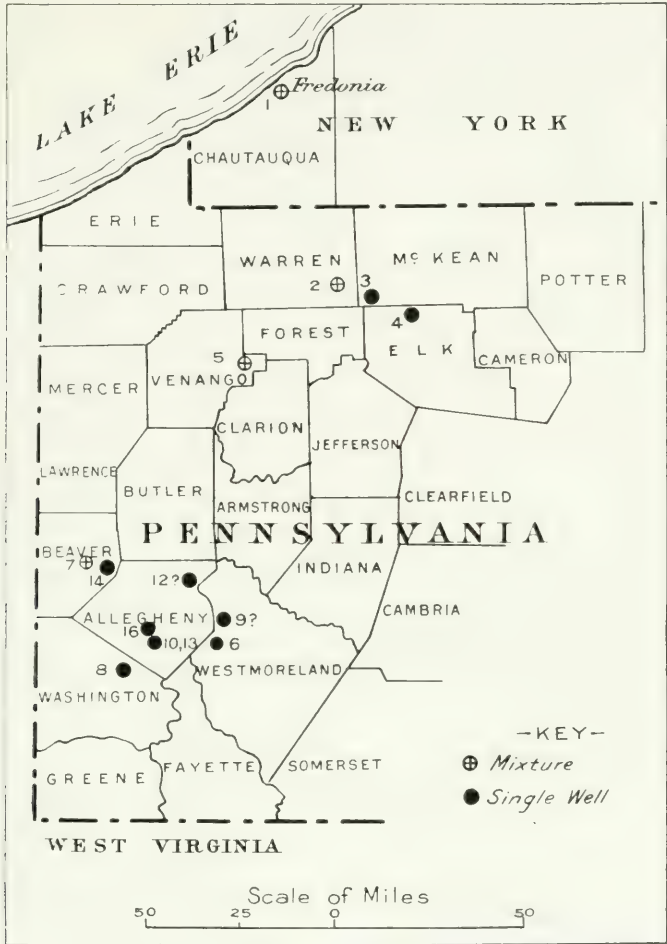 LAKE ERIE
Fredonia
1
NEW YORK
CHAUTAUQUA
ERIE
WARREN
Mc KEAN
POTTER
CRAWFORD
2
3
4
FOREST
ELK
CAMERON
5
VENANGO
MERCER
CLARION
JEFFERSON
LAWRENCE
BUTLER
ARMSTRONG
CLEARFIELD
PENNSYLVANIA
BEAVER
7
14
12?
INDIANA
ALLEGHENY
9?
CAMBRIA
16
10,13
6
8
WESTMORELAND
WASHINGTON
-KEY-
GREENE
FAYETTE
SOMERSET
Mixture
Single Well
WEST VIRGINIA
Scale of Miles
50 25 0 50